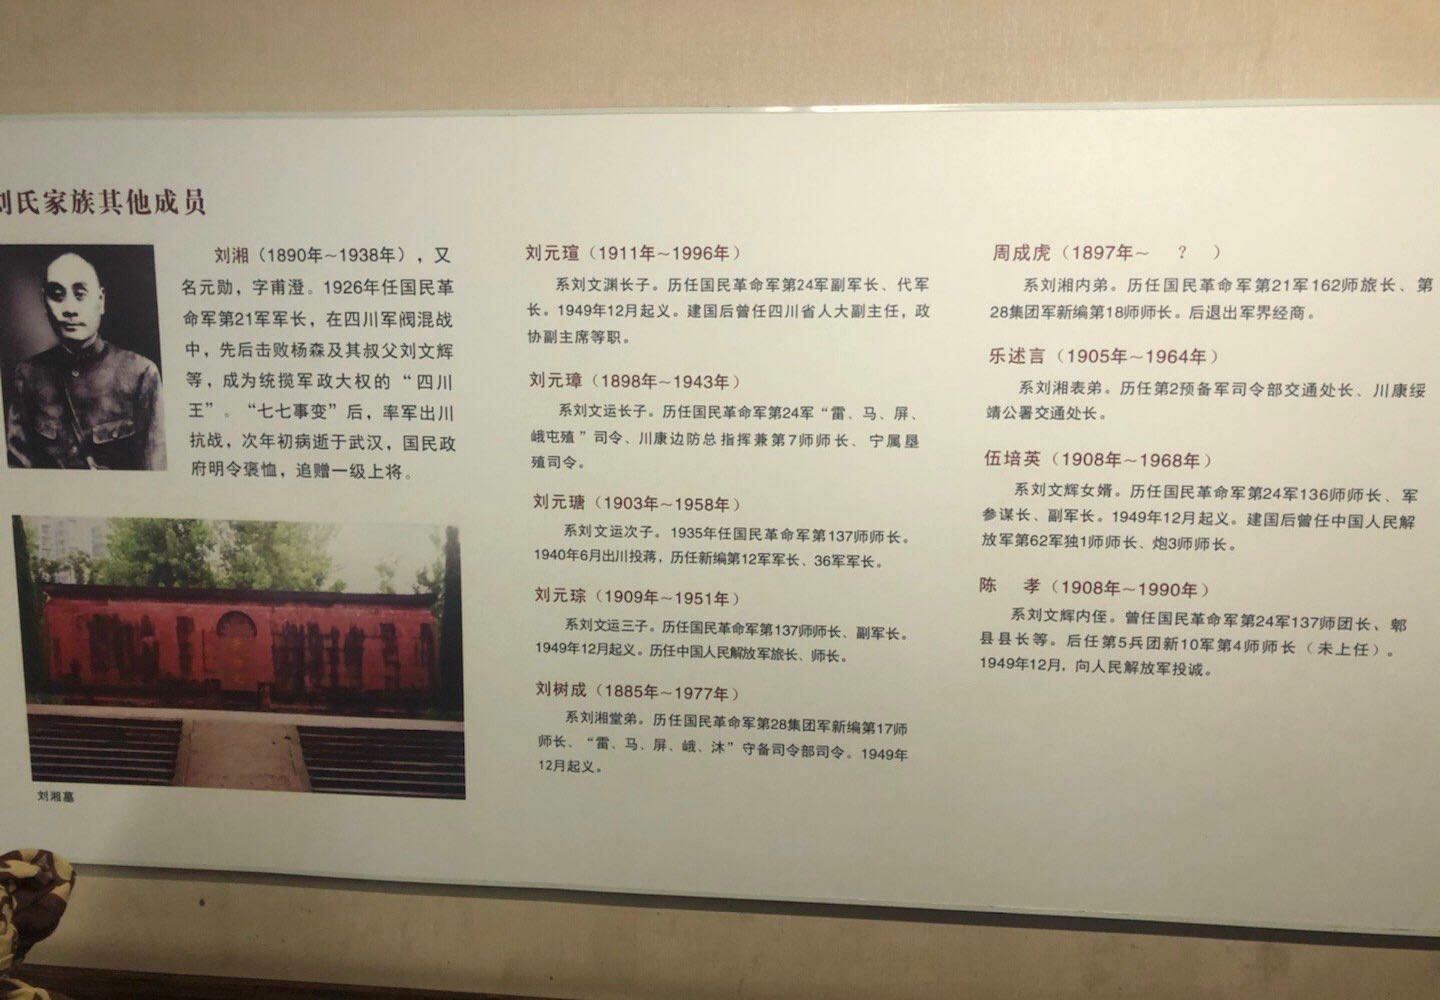 刘氏家族其他成员
刘湘（1890年~1938年），又
名元勋，字甫澄。1926年任国民革
命军第21军军长，在四川军阀混战
中，先后击败杨森及其叔父刘文辉
等，成为统揽军政大权的“四川
王”。“七七事变”后，率军出川
抗战，次年初病逝于武汉，国民政
府明令褒恤，追赠一级上将。
刘湘墓
刘元瑄（1911年~1996年）
系刘文渊长子。历任国民革命军第24军副军长、代军
长。1949年12月起义。建国后曾任四川省人大副主任，政
协副主席等职。
刘元璋（1898年~1943年）
系刘文运长子。历任国民革命军第24军“雷、马、屏、
峨屯殖”司令、川康边防总指挥兼第7师师长、宁属垦
殖司令。
刘元瑭（1903年~1958年）
系刘文运次子。1935年任国民革命军第137师师长。
1940年6月出川投蒋，历任新编第12军军长、36军军长。
刘元琮（1909年~1951年）
系刘文运三子。历任国民革命军第137师师长、副军长。
1949年12月起义。历任中国人民解放军旅长、师长。
刘树成（1885年~1977年）
系刘湘堂弟。历任国民革命军第28集团军新编第17师
师长、“雷、马、屏、峨、沐”守备司令部司令。1949年
12月起义。
周成虎（1897年~ ？ ）
系刘湘内弟。历任国民革命军第21军162师旅长、第
28集团军新编第18师师长。后退出军界经商。
乐述言（1905年~1964年）
系刘湘表弟。历任第2预备军司令部交通处长、川康绥
靖公署交通处长。
伍培英（1908年~1968年）
系刘文辉女婿。历任国民革命军第24军136师师长、军
参谋长、副军长。1949年12月起义。建国后曾任中国人民解
放军第62军独1师师长、炮3师师长。
陈 孝（1908年~1990年）
系刘文辉内侄。曾任国民革命军第24军137师团长、郫
县县长等。后任第5兵团新10军第4师师长（未上任）。
1949年12月，向人民解放军投诚。